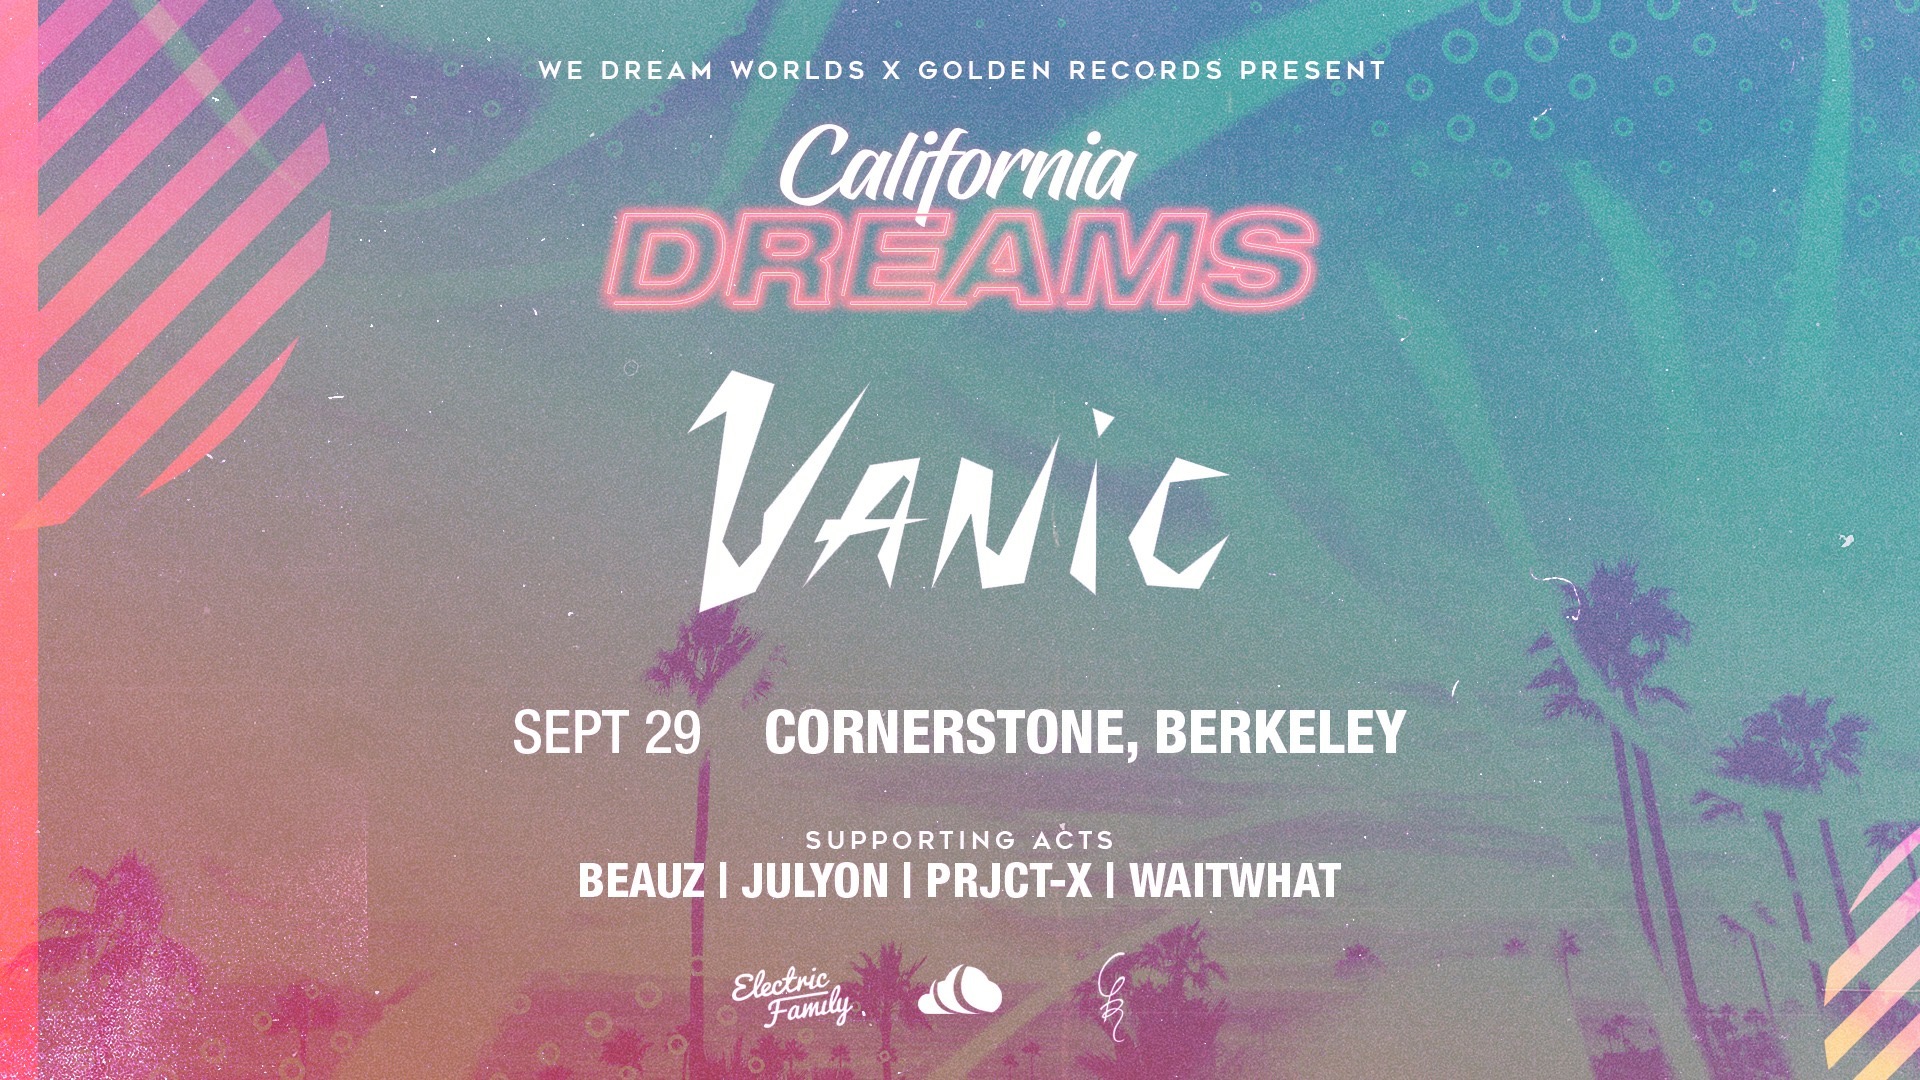 WE DREAM WORLDS X GOLDEN RECORDS PRESENT
California
DREAMS
VANiC
SEPT 29 CORNERSTONE, BERKELEY
SUPPORTING ACTS
BEAUZ | JULYON | PRJCT-X | WAITWHAT
Electric
Family.